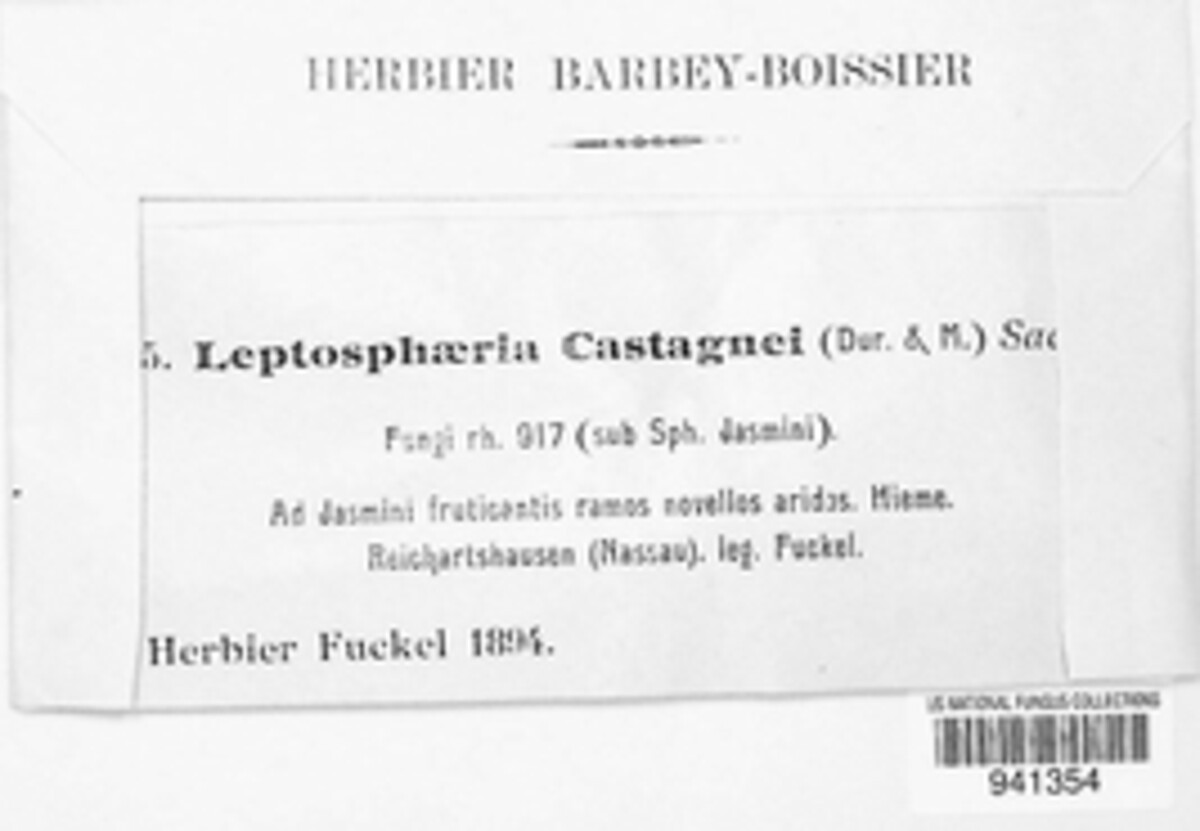 HERBIER BARBEY-BOISSIER
5. Leptosphæria Castagnei (Dur. & M.) Sac
Fungi rh. 917 (sub Sph. Jasmini).
Ad Jasmini fruticantis ramos novellos aridos. Hieme.
Reichartshausen (Nassau). leg. Fuckel.
Herbier Fuckel 1894.
US NATIONAL FUNGUS COLLECTIONS
941354